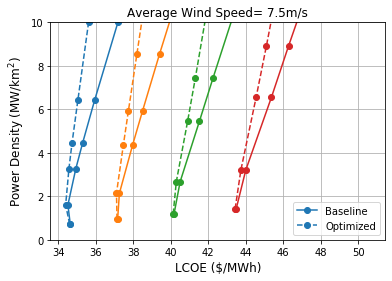 Average Wind Speed= 7.5m/s
Power Density (MW/km²)
10
8
6
4
2
0
34 36 38 40 42 44 46 48 50
LCOE ($/MWh)
Baseline
Optimized